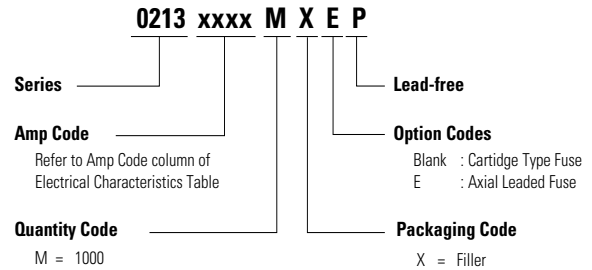 0213 xxxx M X E P
Series
Lead-free
Amp Code
Refer to Amp Code column of
Electrical Characteristics Table
Option Codes
Blank : Cartidge Type Fuse
E : Axial Leaded Fuse
Quantity Code
M = 1000
Packaging Code
X = Filler